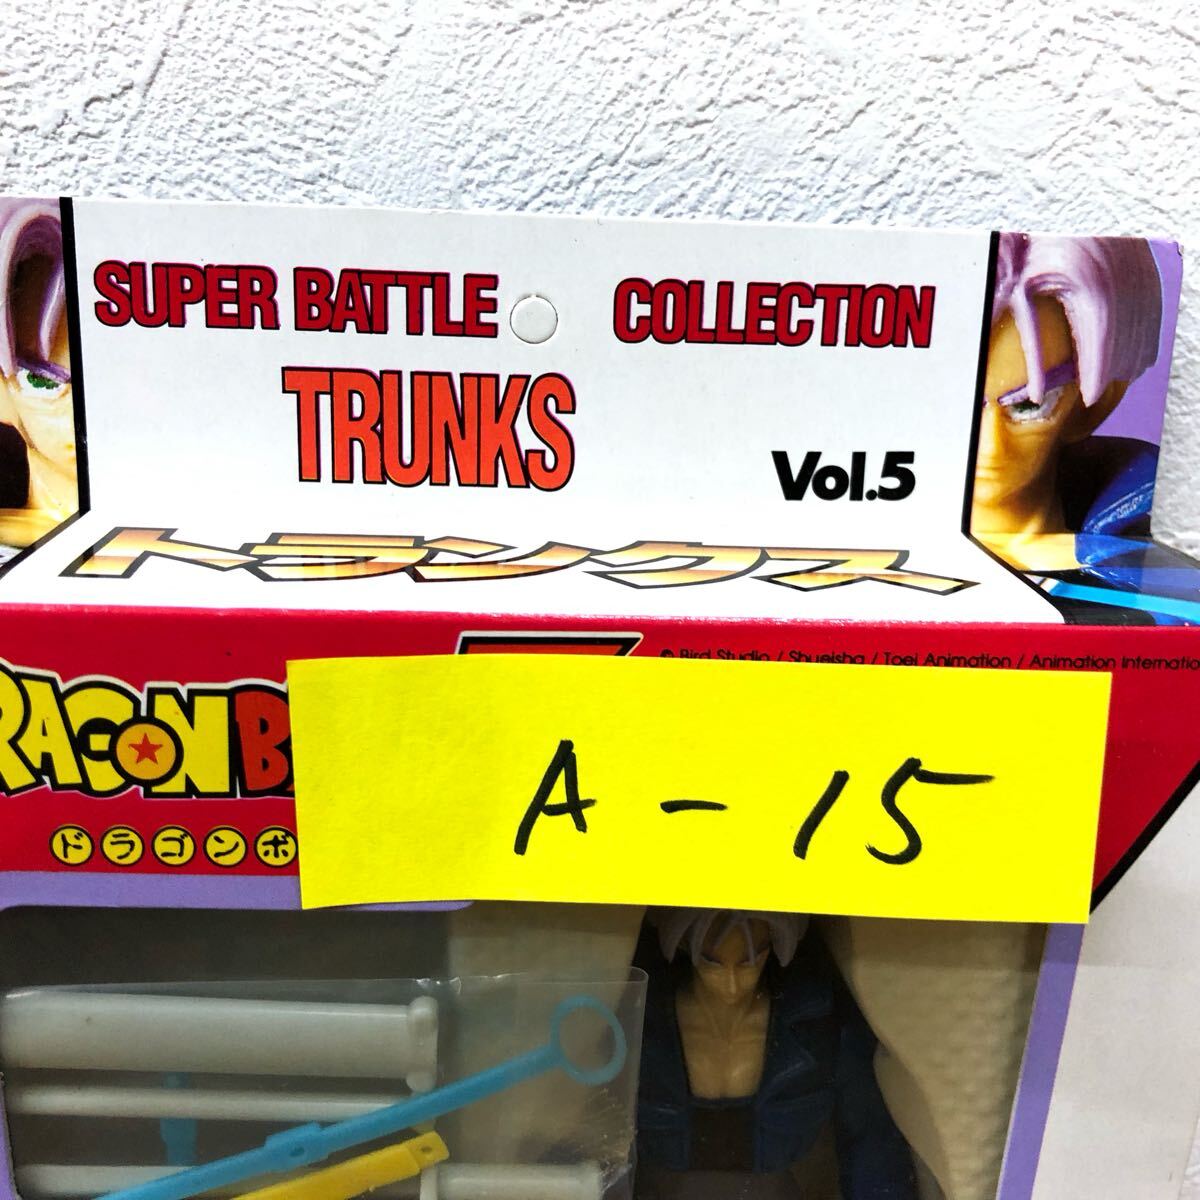 SUPER BATTLE COLLECTION
TRUNKS
Vol.5
トランクス
© Bird Studio / Shueisha / Toei Animation / Animation Internatio
DRAGON B
ドラゴンボ
A-15